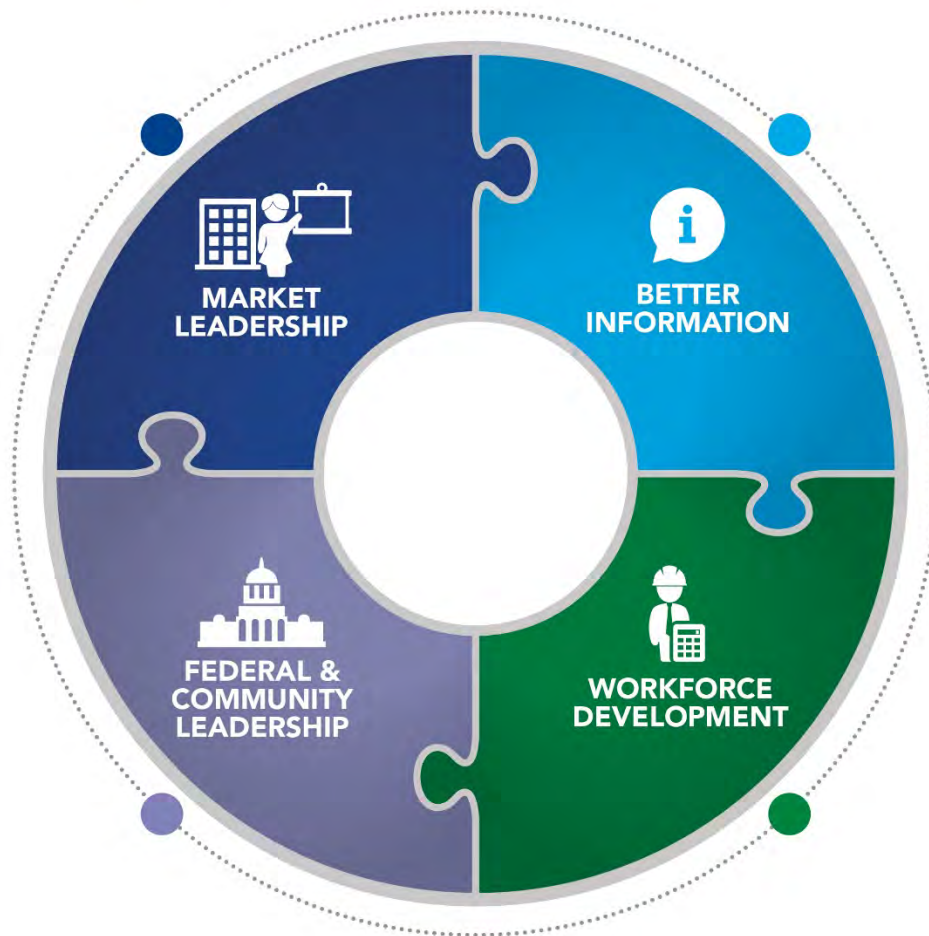 MARKET
LEADERSHIP
i
BETTER
INFORMATION
FEDERAL &
COMMUNITY
LEADERSHIP
WORKFORCE
DEVELOPMENT